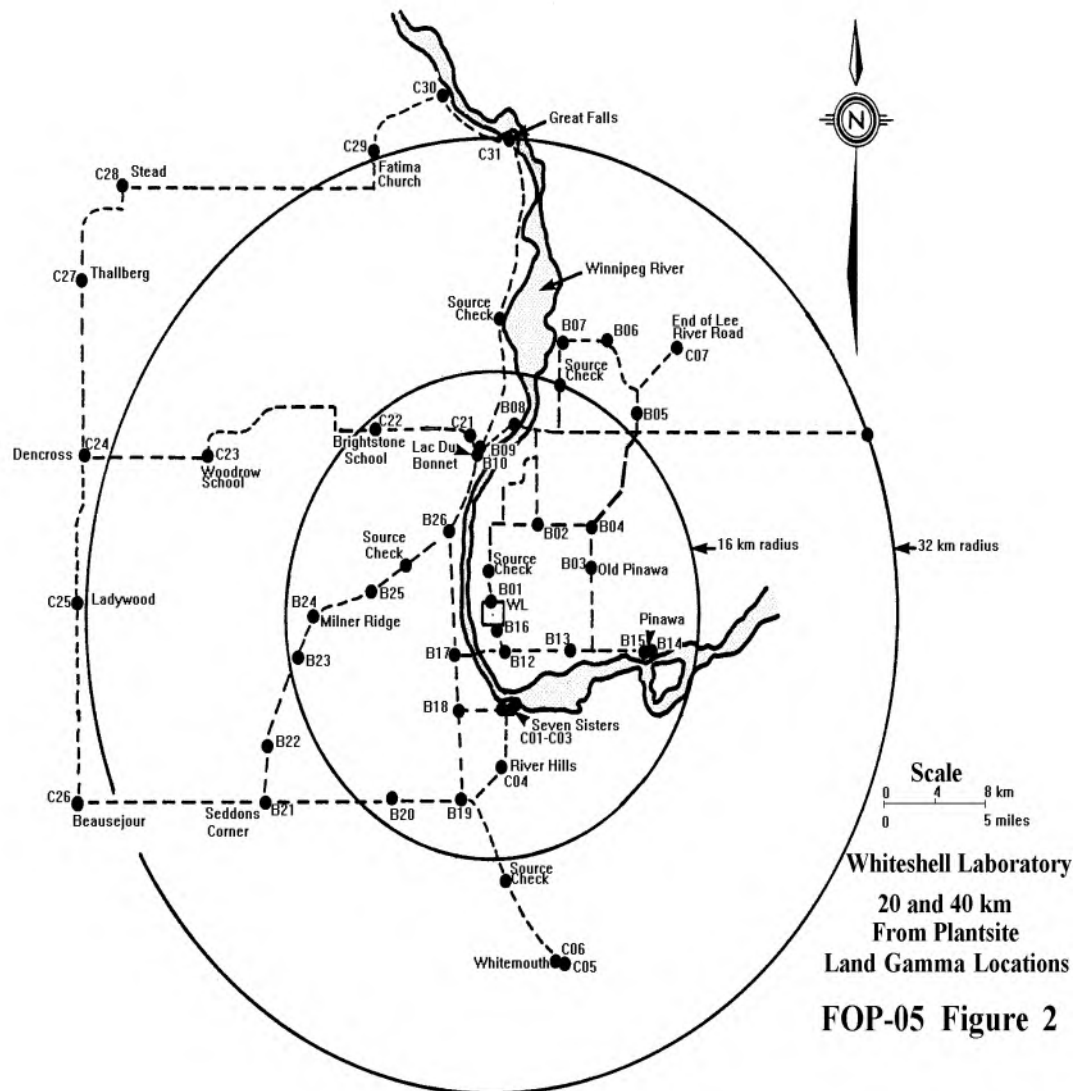 C30
Great Falls
N
C31
C29
Fatima
Church
C28
Stead
C27
Thallberg
Winnipeg River
Source
Check
B07
B06
End of Lee
River Road
C07
Source
Check
B05
C22
Brightstone
School
C21
B08
Lac Du
Bonnet
B09
B10
Dencross
C24
C23
Woodrow
School
B26
B02
B04
Source
Check
Source
Check
B03
Old Pinawa
16 km radius
32 km radius
C25
Ladywood
B24
Milner Ridge
B25
B01
WL
B16
B23
B17
B12
B13
B15
Pinawa
B14
B18
Seven Sisters
C01-C03
B22
River Hills
C04
C26
Beausejour
Seddons
Corner
B21
B20
B19
Scale
0 4 8 km
0 5 miles
Source
Check
Whitemouth
C06
C05
Whiteshell Laboratory
20 and 40 km
From Plantsite
Land Gamma Locations
FOP-05 Figure 2